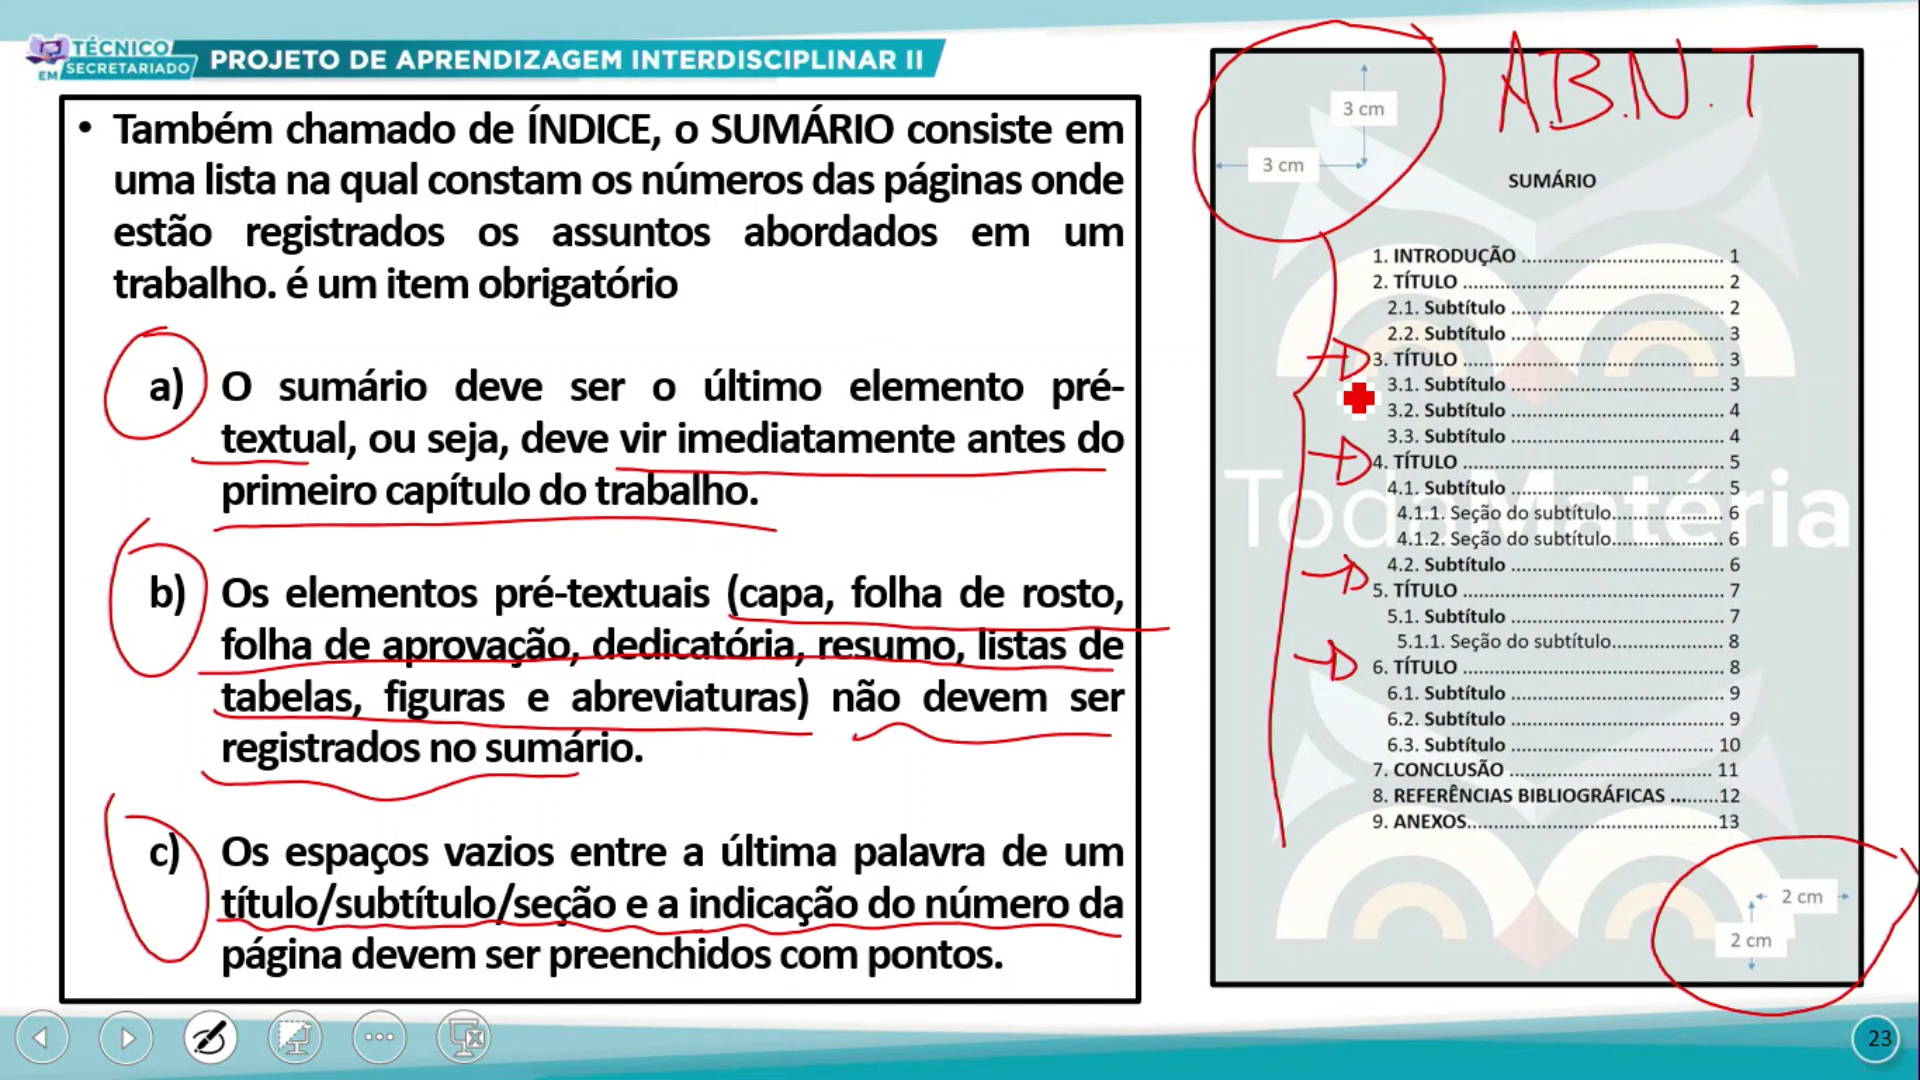 TÉCNICO
EM SECRETARIADO
PROJETO DE APRENDIZAGEM INTERDISCIPLINAR II
• Também chamado de ÍNDICE, o SUMÁRIO consiste em
uma lista na qual constam os números das páginas onde
estão registrados os assuntos abordados em um
trabalho. é um item obrigatório
a) O sumário deve ser o último elemento pré-
textual, ou seja, deve vir imediatamente antes do
primeiro capítulo do trabalho.
b) Os elementos pré-textuais (capa, folha de rosto,
folha de aprovação, dedicatória, resumo, listas de
tabelas, figuras e abreviaturas) não devem ser
registrados no sumário.
c) Os espaços vazios entre a última palavra de um
título/subtítulo/seção e a indicação do número da
página devem ser preenchidos com pontos.
A.B.N.T
3 cm
3 cm
SUMÁRIO
1. INTRODUÇÃO ................................... 1
2. TÍTULO ............................................. 2
2.1. Subtítulo ..................................... 2
2.2. Subtítulo ..................................... 3
3. TÍTULO ............................................. 3
3.1. Subtítulo ..................................... 3
3.2. Subtítulo ..................................... 4
3.3. Subtítulo ..................................... 4
4. TÍTULO ............................................. 5
4.1. Subtítulo ..................................... 5
4.1.1. Seção do subtítulo................... 6
4.1.2. Seção do subtítulo................... 6
4.2. Subtítulo ..................................... 6
5. TÍTULO ............................................. 7
5.1. Subtítulo ..................................... 7
5.1.1. Seção do subtítulo................... 8
6. TÍTULO ............................................. 8
6.1. Subtítulo ..................................... 9
6.2. Subtítulo ..................................... 9
6.3. Subtítulo ................................... 10
7. CONCLUSÃO ................................... 11
8. REFERÊNCIAS BIBLIOGRÁFICAS .........12
9. ANEXOS...........................................13
TodaMatéria
2 cm
2 cm
23